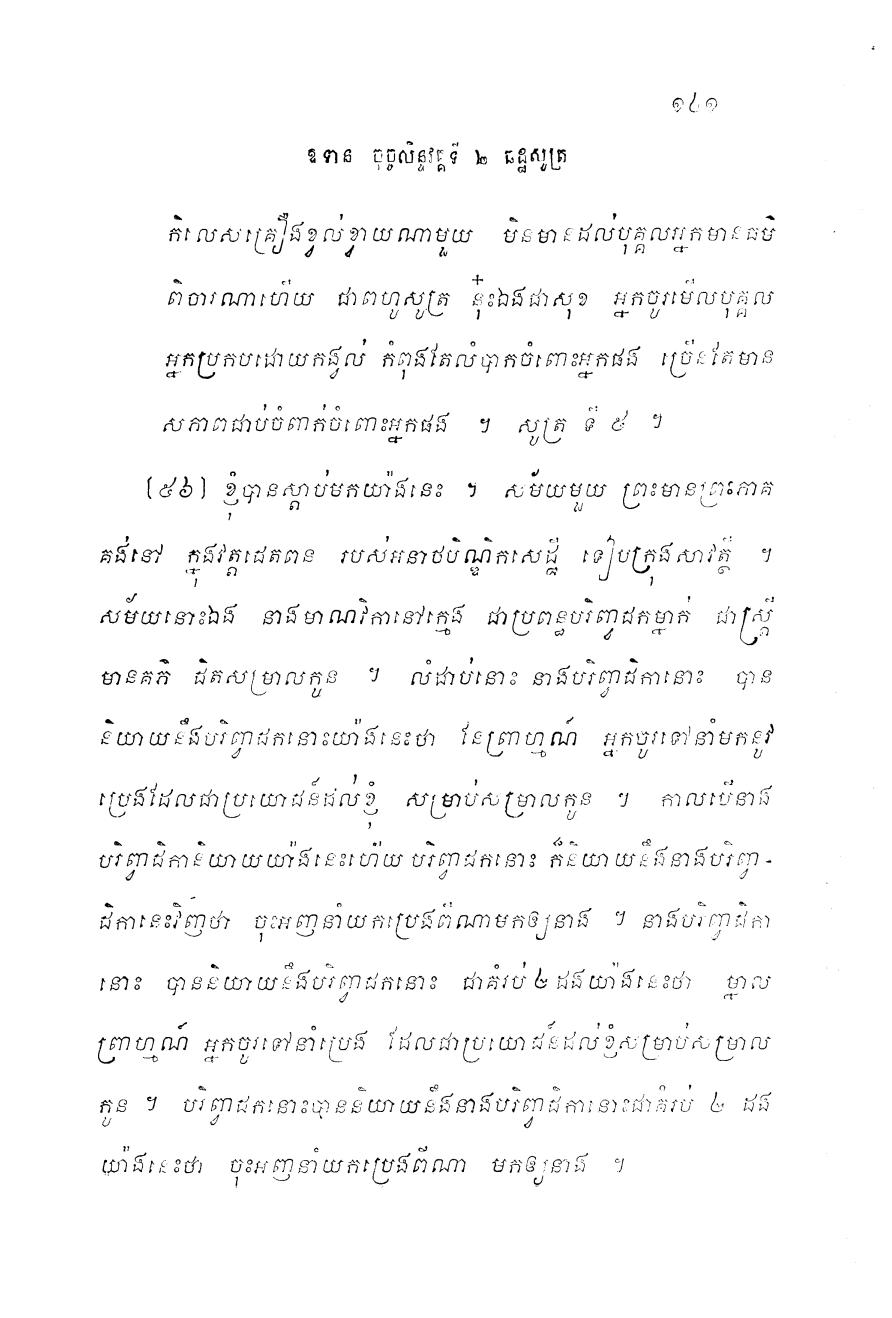 ១៤១
ឧទាន មុច្ចលិន្ទវគ្គទី ២ ឆដ្ឋសូត្រ
កិលេសគ្រឿងខ្វល់ខ្វាយណាមួយ មិនមានដល់បុគ្គលអ្នកមានធម៌
ពិចារណាហើយ ជាពហូសូត្រ នុ៎ះឯងជាសុខ អ្នកចូរមើលបុគ្គល
អ្នកប្រកបដោយកង្វល់ កំពុងតែលំបាកចំពោះអ្នកផង ច្រើនតែមាន
សភាពជាប់ចំពាក់ចំពោះអ្នកផង ។ សូត្រ ទី ៥ ។
(៥៦) ខ្ញុំបានស្តាប់មកយ៉ាងនេះ ។ សម័យមួយ ព្រះមានព្រះភាគ
គង់នៅ ក្នុងវត្តជេតពន របស់អនាថបិណ្ឌិកសេដ្ឋី ទៀបក្រុងសាវត្ថី ។
សម័យនោះឯង នាងមាណវិកានៅក្មេង ជាប្រពន្ធបរិញ្វជកម្នាក់ ជាស្ត្រី
មានគភ៌ ជិតសម្រាលកូន ។ លំដាប់នោះ នាងបរិញ្វជិកានោះ បាន
និយាយនឹងបរិញ្វជកនោះយ៉ាងនេះថា នែព្រាហ្មណ៍ អ្នកចូរទៅនាំមកនូវ
ប្រេងដែលជាប្រយោជន៍ដល់ខ្ញុំ សម្រាប់សម្រាលកូន ។ កាលបើនាង
បរិញ្វជិកានិយាយយ៉ាងនេះហើយ បរិញ្វជកនោះ ក៏និយាយនឹងនាងបរិញ្វា-
ជិកានេះវិញថា ចុះអញនាំយកប្រេងពីណាមកឲ្យនាង ។ នាងបរិញ្វជិកា
នោះ បាននិយាយនឹងបរិញ្វជកនោះ ជាគំរប់ ២ ដងយ៉ាងនេះថា ម្នាល
ព្រាហ្មណ៍ អ្នកចូរទៅនាំប្រេង ដែលជាប្រយោជន៍ដល់ខ្ញុំសម្រាប់សម្រាល
កូន ។ បរិញ្វជកនោះបាននិយាយនឹងនាងបរិញ្វជិកានោះជាគំរប់ ២ ដង
យ៉ាងនេះថា ចុះអញនាំយកប្រេងពីណា មកឲ្យនាង ។